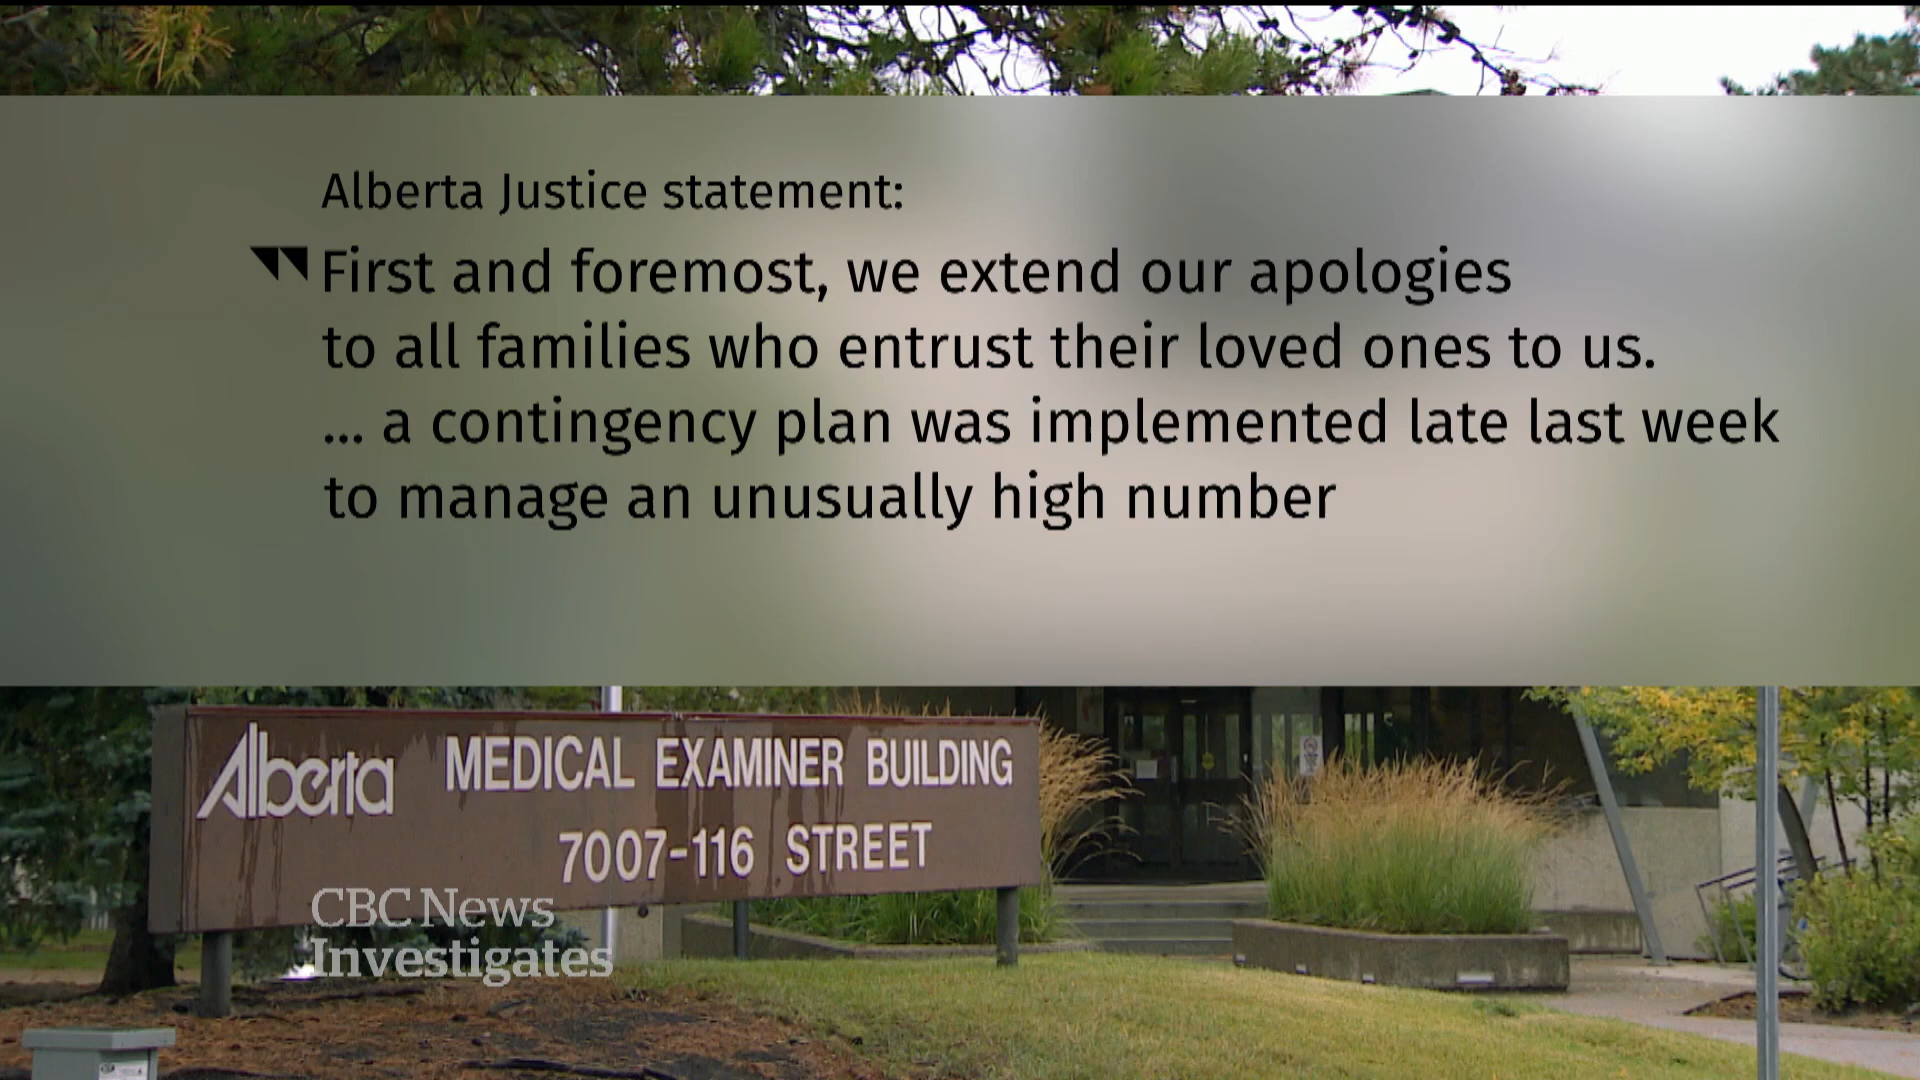 Alberta Justice statement:
First and foremost, we extend our apologies
to all families who entrust their loved ones to us.
... a contingency plan was implemented late last week
to manage an unusually high number
Alberta MEDICAL EXAMINER BUILDING
7007-116 STREET
CBC News
Investigates